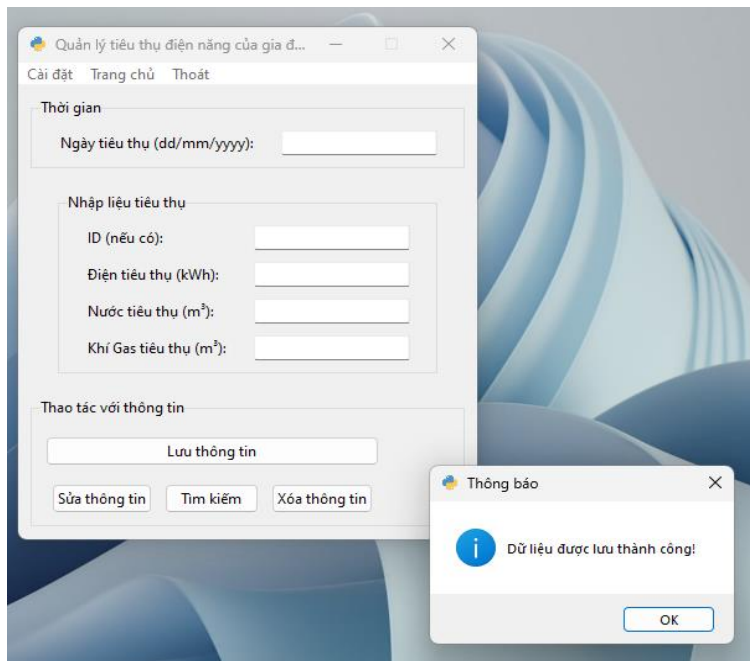 Quản lý tiêu thụ điện năng của gia đ...
Cài đặt Trang chủ Thoát
Thời gian
Ngày tiêu thụ (dd/mm/yyyy):
Nhập liệu tiêu thụ
ID (nếu có):
Điện tiêu thụ (kWh):
Nước tiêu thụ (m³):
Khí Gas tiêu thụ (m³):
Thao tác với thông tin
Lưu thông tin
Sửa thông tin Tìm kiếm Xóa thông tin
Thông báo
Dữ liệu được lưu thành công!
OK